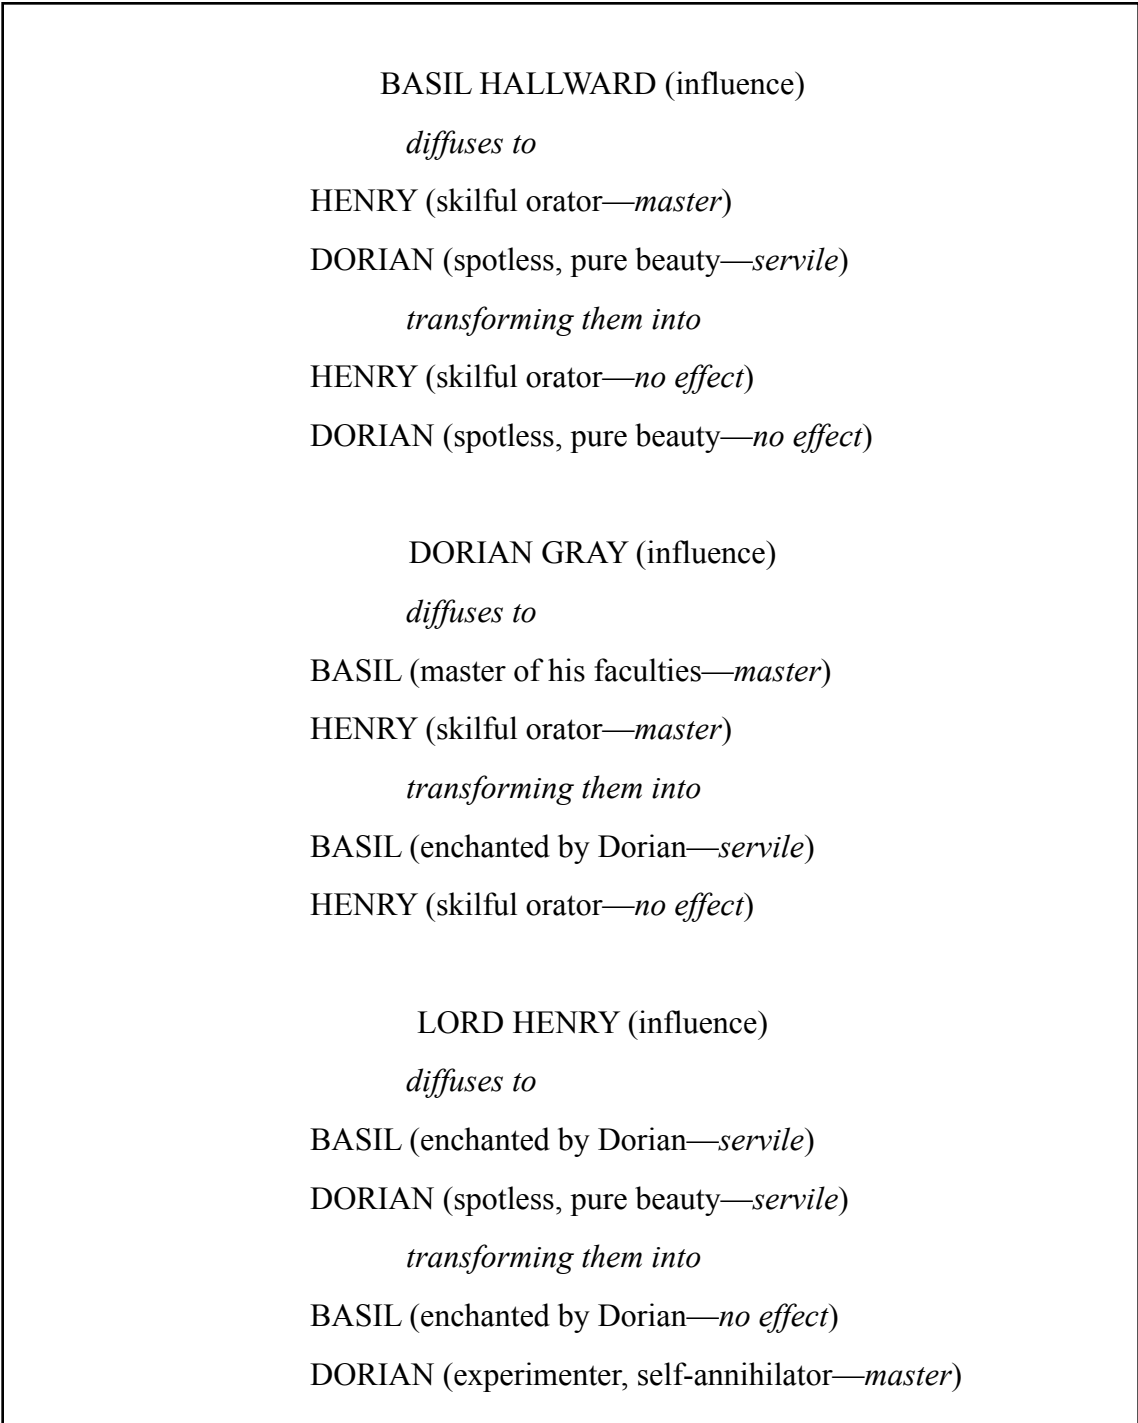 BASIL HALLWARD (influence)
diffuses to
HENRY (skilful orator—master)
DORIAN (spotless, pure beauty—servile)
transforming them into
HENRY (skilful orator—no effect)
DORIAN (spotless, pure beauty—no effect)
DORIAN GRAY (influence)
diffuses to
BASIL (master of his faculties—master)
HENRY (skilful orator—master)
transforming them into
BASIL (enchanted by Dorian—servile)
HENRY (skilful orator—no effect)
LORD HENRY (influence)
diffuses to
BASIL (enchanted by Dorian—servile)
DORIAN (spotless, pure beauty—servile)
transforming them into
BASIL (enchanted by Dorian—no effect)
DORIAN (experimenter, self-annihilator—master)